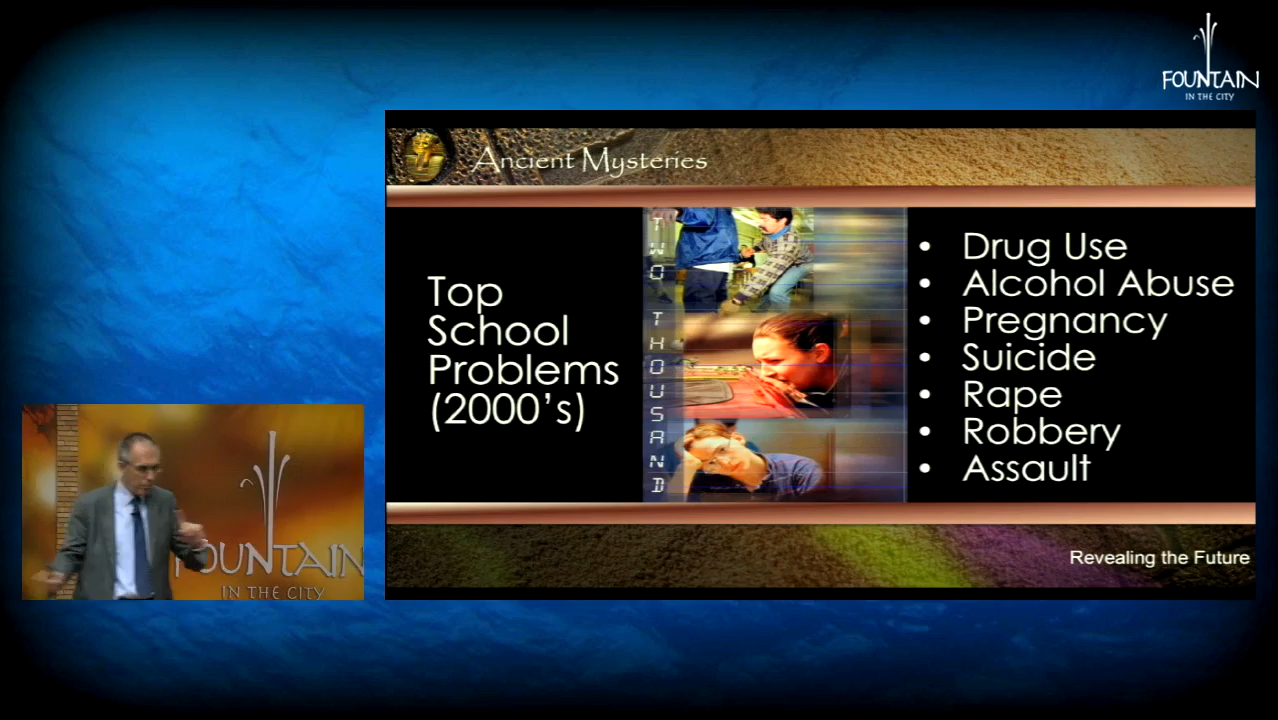 FOUNTAIN
IN THE CITY
Ancient Mysteries
Top
School
Problems
(2000's)
TWO THOUSAND
• Drug Use
• Alcohol Abuse
• Pregnancy
• Suicide
• Rape
• Robbery
• Assault
Revealing the Future
FOUNTAIN
IN THE CITY